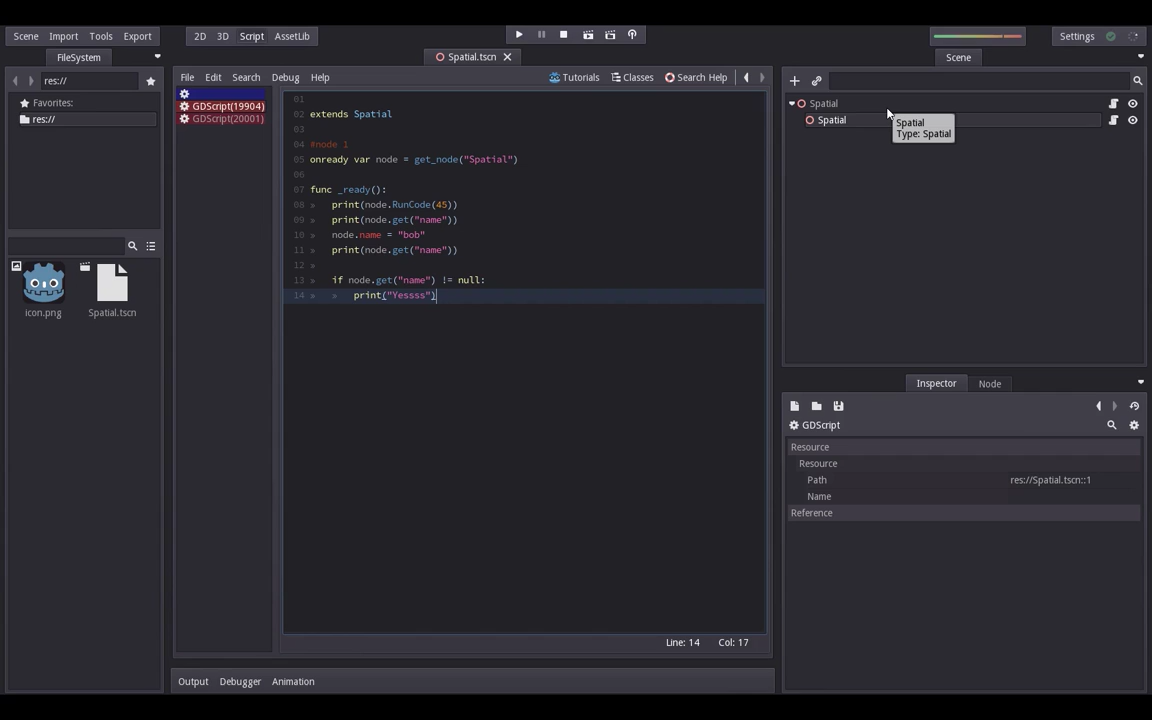 Scene Import Tools Export 2D 3D Script AssetLib Settings
FileSystem
res://
Favorites:
res://
icon.png
Spatial.tscn
Spatial.tscn
File Edit Search Debug Help Tutorials Classes Search Help
GDScript(19904)
GDScript(20001)
01
02 extends Spatial
03
04 #node 1
05 onready var node = get_node("Spatial")
06
07 func _ready():
08 » print(node.RunCode(45))
09 » print(node.get("name"))
10 » node.name = "bob"
11 » print(node.get("name"))
12 »
13 » if node.get("name") != null:
14 » » print("Yessss")
Line: 14 Col: 17
Output Debugger Animation
Scene
Spatial
Spatial
Spatial
Type: Spatial
Inspector Node
GDScript
Resource
Resource
Path res://Spatial.tscn::1
Name
Reference